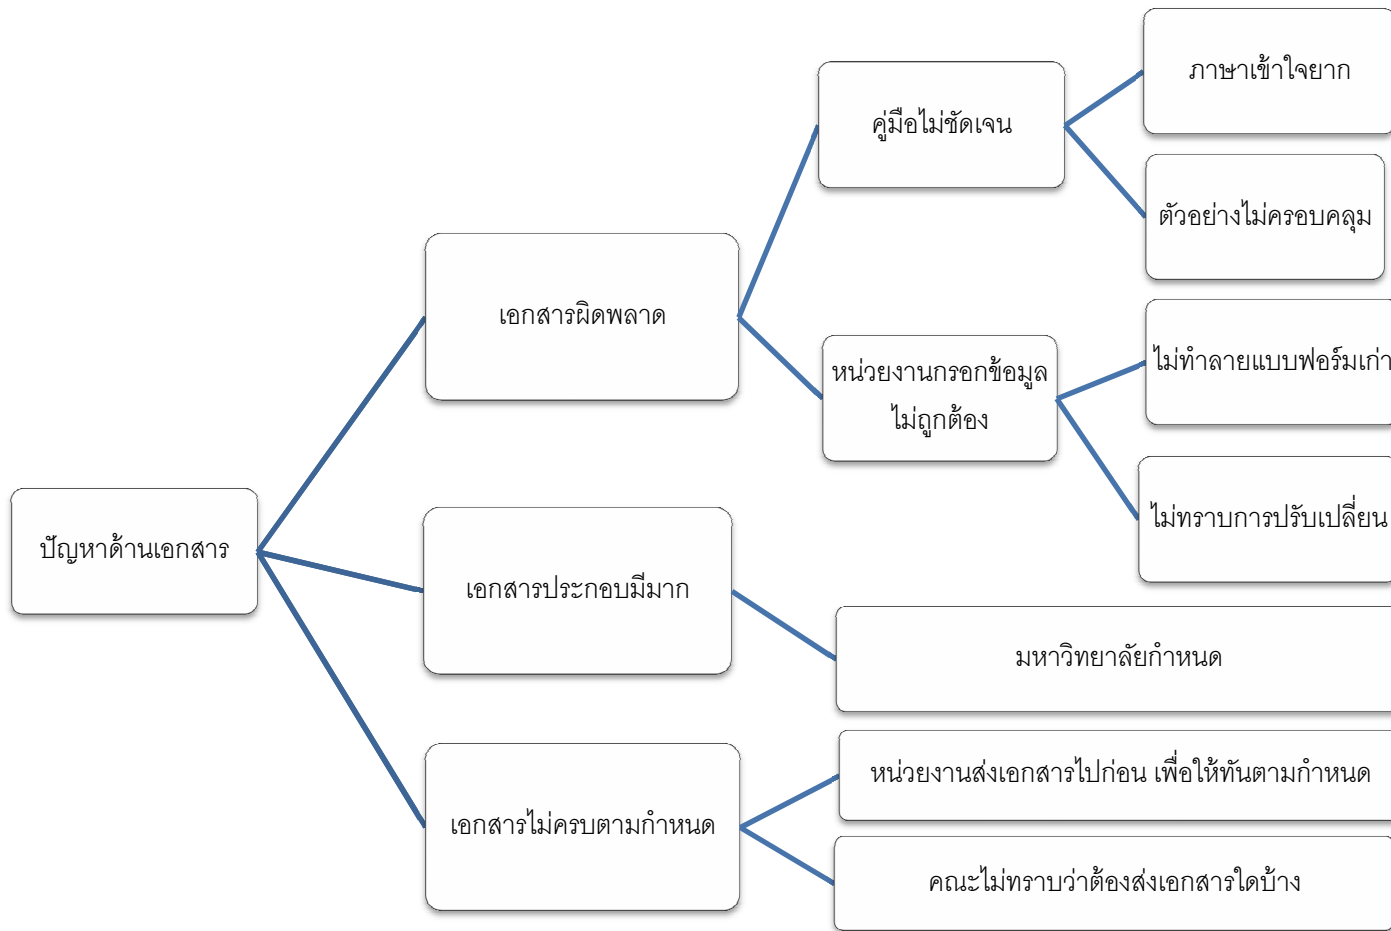 ปัญหาด้านเอกสาร
เอกสารผิดพลาด
คู่มือไม่ชัดเจน
ภาษาเข้าใจยาก
ตัวอย่างไม่ครอบคลุม
หน่วยงานกรอกข้อมูล
ไม่ถูกต้อง
ไม่ทำลายแบบฟอร์มเก่า
ไม่ทราบการปรับเปลี่ยน
เอกสารประกอบมีมาก
มหาวิทยาลัยกำหนด
เอกสารไม่ครบตามกำหนด
หน่วยงานส่งเอกสารไปก่อน เพื่อให้ทันตามกำหนด
คณะไม่ทราบว่าต้องส่งเอกสารใดบ้าง